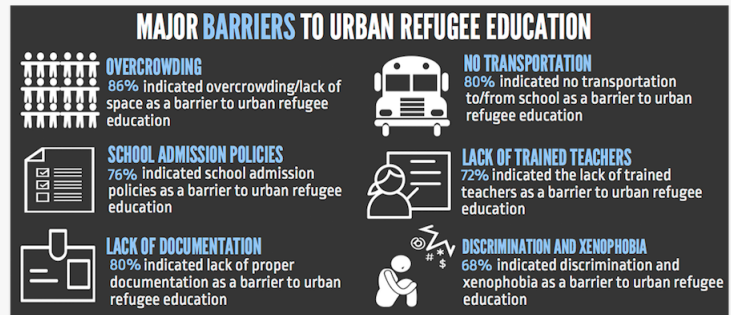 MAJOR BARRIERS TO URBAN REFUGEE EDUCATION
OVERCROWDING
86% indicated overcrowding/lack of
space as a barrier to urban refugee
education
NO TRANSPORTATION
80% indicated no transportation
to/from school as a barrier to urban
refugee education
SCHOOL ADMISSION POLICIES
76% indicated school admission
policies as a barrier to urban refugee
education
LACK OF TRAINED TEACHERS
72% indicated the lack of trained
teachers as a barrier to urban refugee
education
LACK OF DOCUMENTATION
80% indicated lack of proper
documentation as a barrier to urban
refugee education
# * $
DISCRIMINATION AND XENOPHOBIA
68% indicated discrimination and
xenophobia as a barrier to urban refugee
education